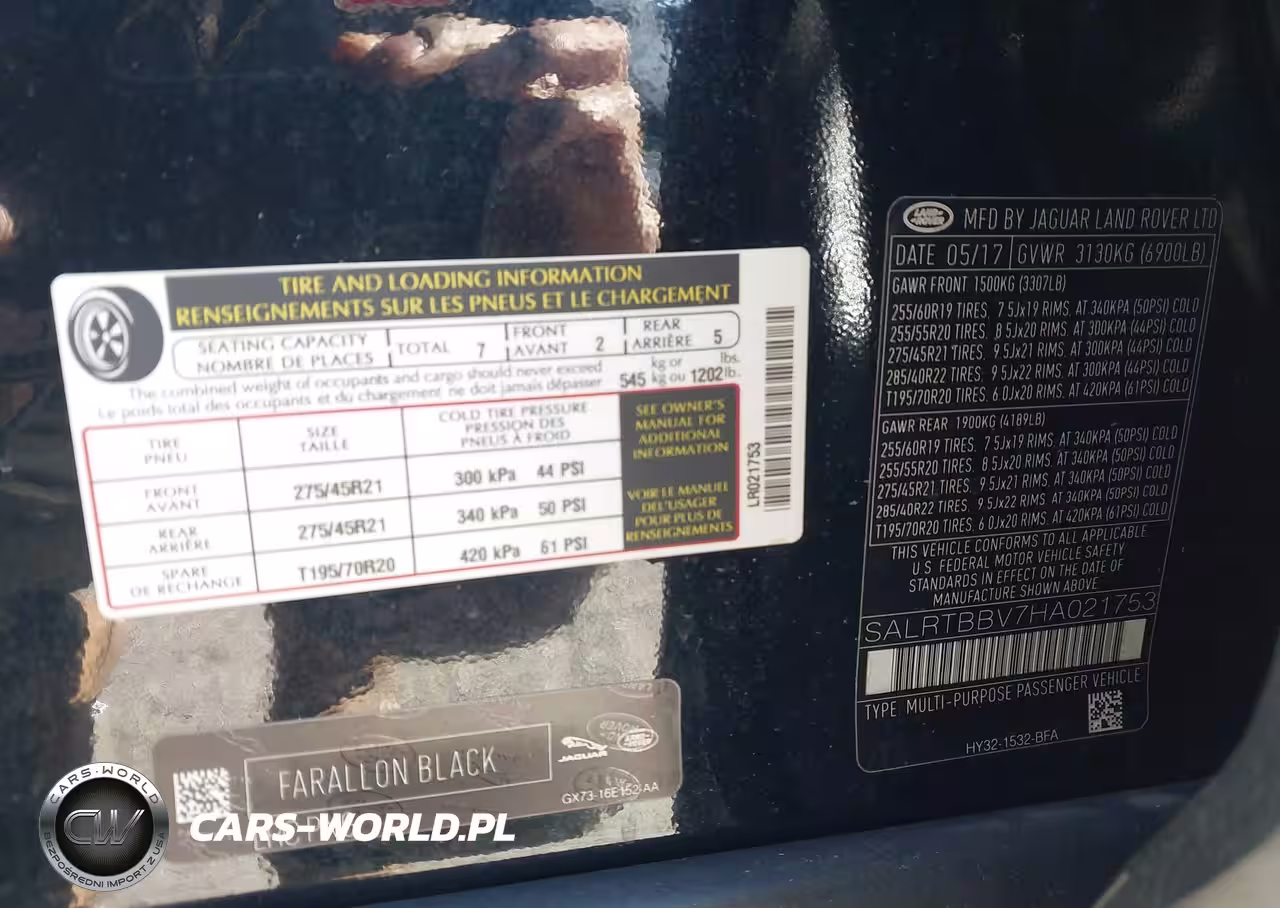 TIRE AND LOADING INFORMATION
RENSEIGNEMENTS SUR LES PNEUS ET LE CHARGEMENT
SEATING CAPACITY
NOMBRE DE PLACES
TOTAL 7
FRONT
AVANT 2
REAR
ARRIÈRE 5
The combined weight of occupants and cargo should never exceed 545 kg or 1202 lbs.
Le poids total des occupants et du chargement ne doit jamais dépasser kg ou lb.
TIRE
PNEU
SIZE
TAILLE
COLD TIRE PRESSURE
PRESSION DES
PNEUS À FROID
FRONT
AVANT
275/45R21
300 kPa 44 PSI
REAR
ARRIÈRE
275/45R21
340 kPa 50 PSI
SPARE
DE RECHANGE
T195/70R20
420 kPa 61 PSI
SEE OWNER'S
MANUAL FOR
ADDITIONAL
INFORMATION
VOIR LE MANUEL
DE L'USAGER
POUR PLUS DE
RENSEIGNEMENTS
LR021753
LAND-ROVER
MFD BY JAGUAR LAND ROVER LTD
DATE 05/17 GVWR 3130KG (6900LB)
GAWR FRONT 1500KG (3307LB)
255/60R19 TIRES. 7.5Jx19 RIMS. AT 340KPA (50PSI) COLD
255/55R20 TIRES. 8.5Jx20 RIMS. AT 300KPA (44PSI) COLD
275/45R21 TIRES. 9.5Jx21 RIMS. AT 300KPA (44PSI) COLD
285/40R22 TIRES. 9.5Jx22 RIMS. AT 300KPA (44PSI) COLD
T195/70R20 TIRES. 6.0Jx20 RIMS. AT 420KPA (61PSI) COLD
GAWR REAR 1900KG (4189LB)
255/60R19 TIRES. 7.5Jx19 RIMS. AT 340KPA (50PSI) COLD
255/55R20 TIRES. 8.5Jx20 RIMS. AT 340KPA (50PSI) COLD
275/45R21 TIRES. 9.5Jx21 RIMS. AT 340KPA (50PSI) COLD
285/40R22 TIRES. 9.5Jx22 RIMS. AT 340KPA (50PSI) COLD
T195/70R20 TIRES. 6.0Jx20 RIMS. AT 420KPA (61PSI) COLD
THIS VEHICLE CONFORMS TO ALL APPLICABLE
U.S. FEDERAL MOTOR VEHICLE SAFETY
STANDARDS IN EFFECT ON THE DATE OF
MANUFACTURE SHOWN ABOVE
SALRTBBV7HA021753
TYPE MULTI-PURPOSE PASSENGER VEHICLE
HY32-1532-BFA
FARALLON BLACK
JAGUAR
LAND-ROVER
GX73-16E152-AA
CARS-WORLD
CW
BEZPOŚREDNI IMPORT Z USA
CARS-WORLD.PL